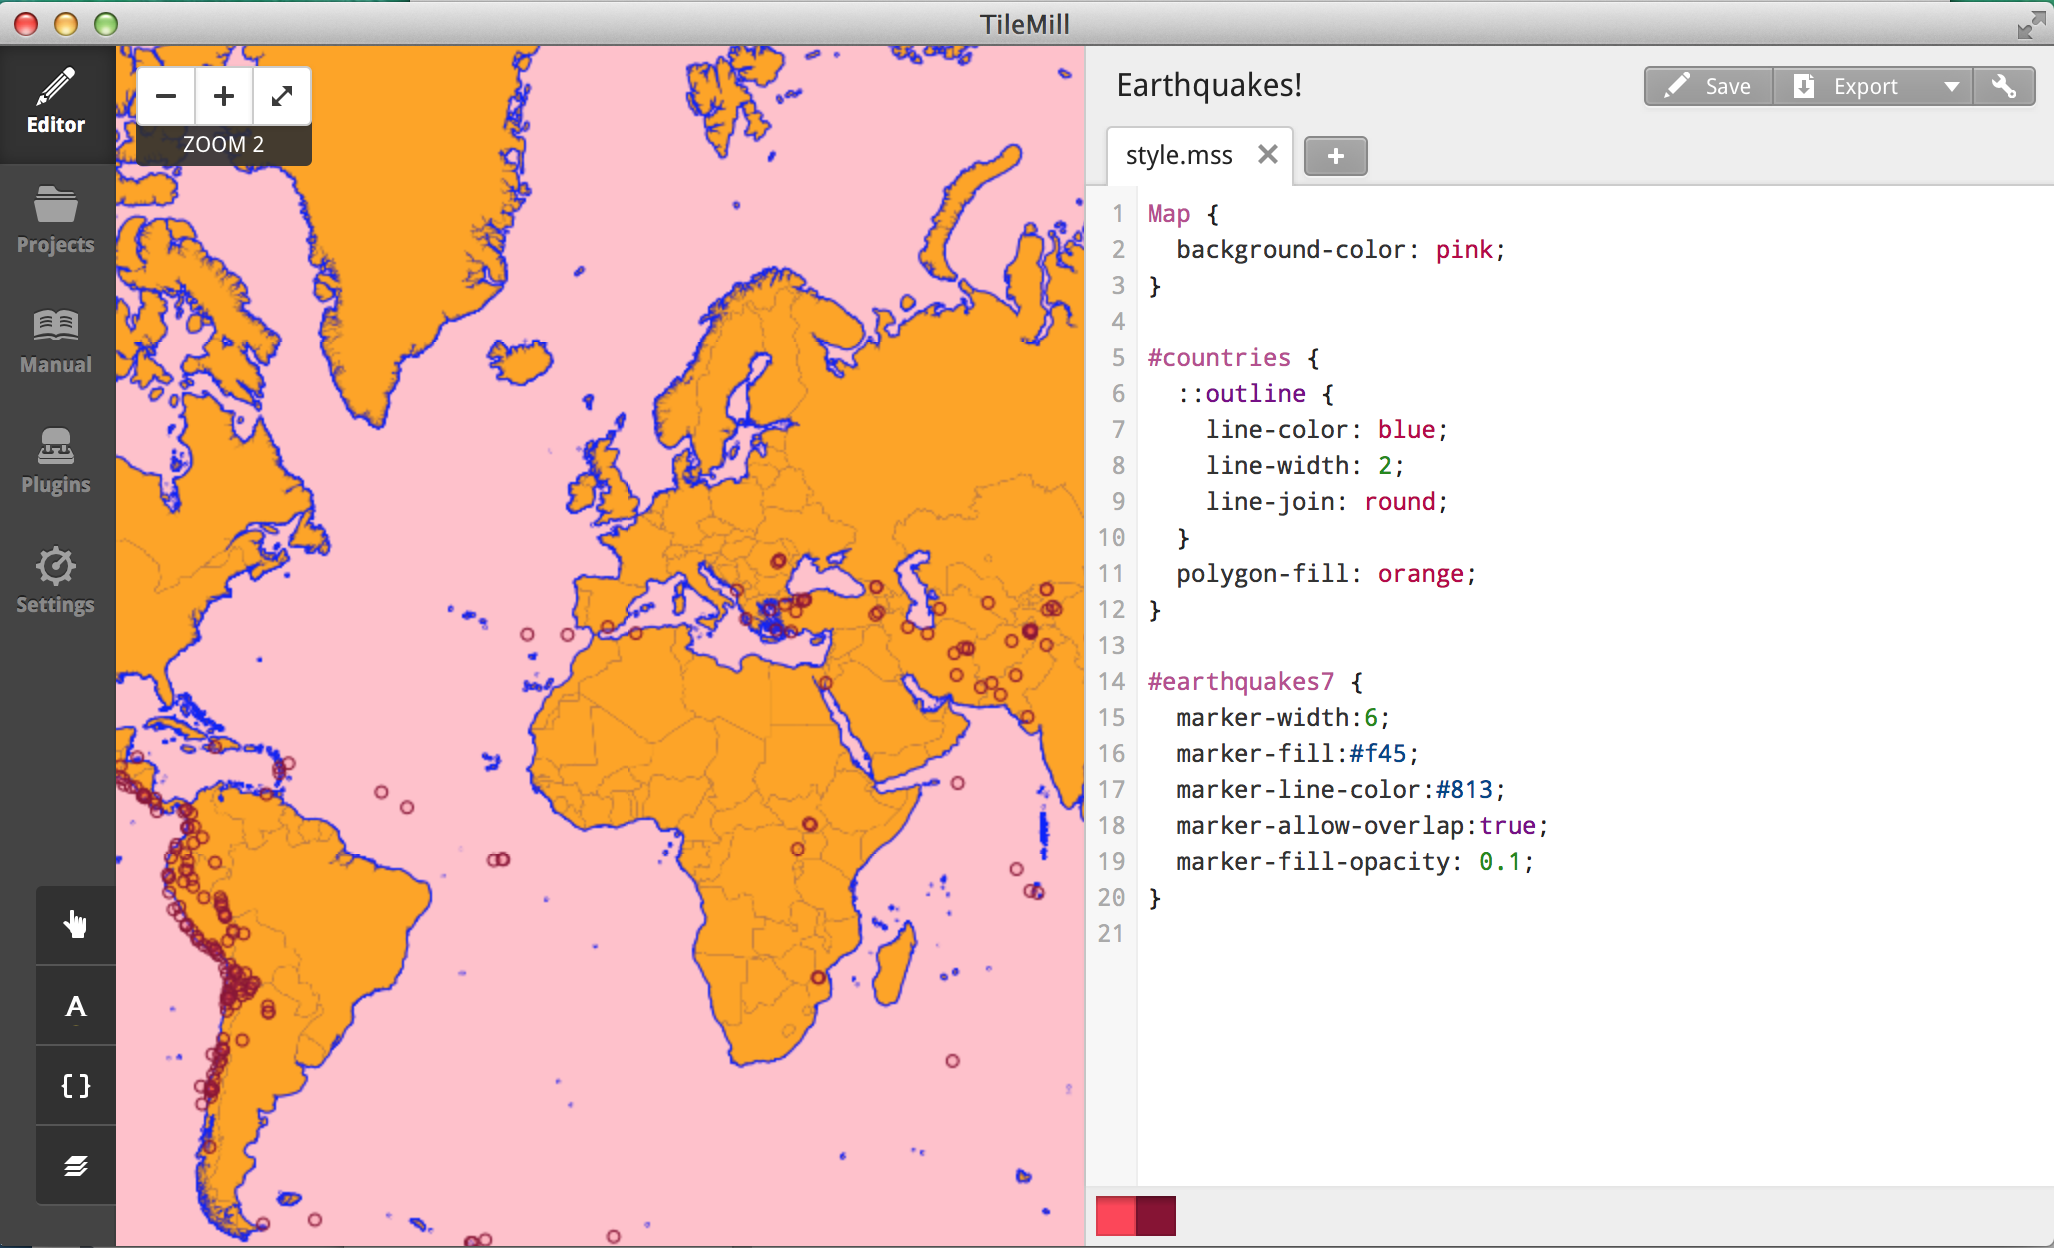 TileMill
Editor
Projects
Manual
Plugins
Settings
A
{}
ZOOM 2
Earthquakes!
Save
Export
style.mss
1 Map {
2   background-color: pink;
3 }
4
5 #countries {
6   ::outline {
7     line-color: blue;
8     line-width: 2;
9     line-join: round;
10   }
11   polygon-fill: orange;
12 }
13
14 #earthquakes7 {
15   marker-width:6;
16   marker-fill:#f45;
17   marker-line-color:#813;
18   marker-allow-overlap:true;
19   marker-fill-opacity: 0.1;
20 }
21